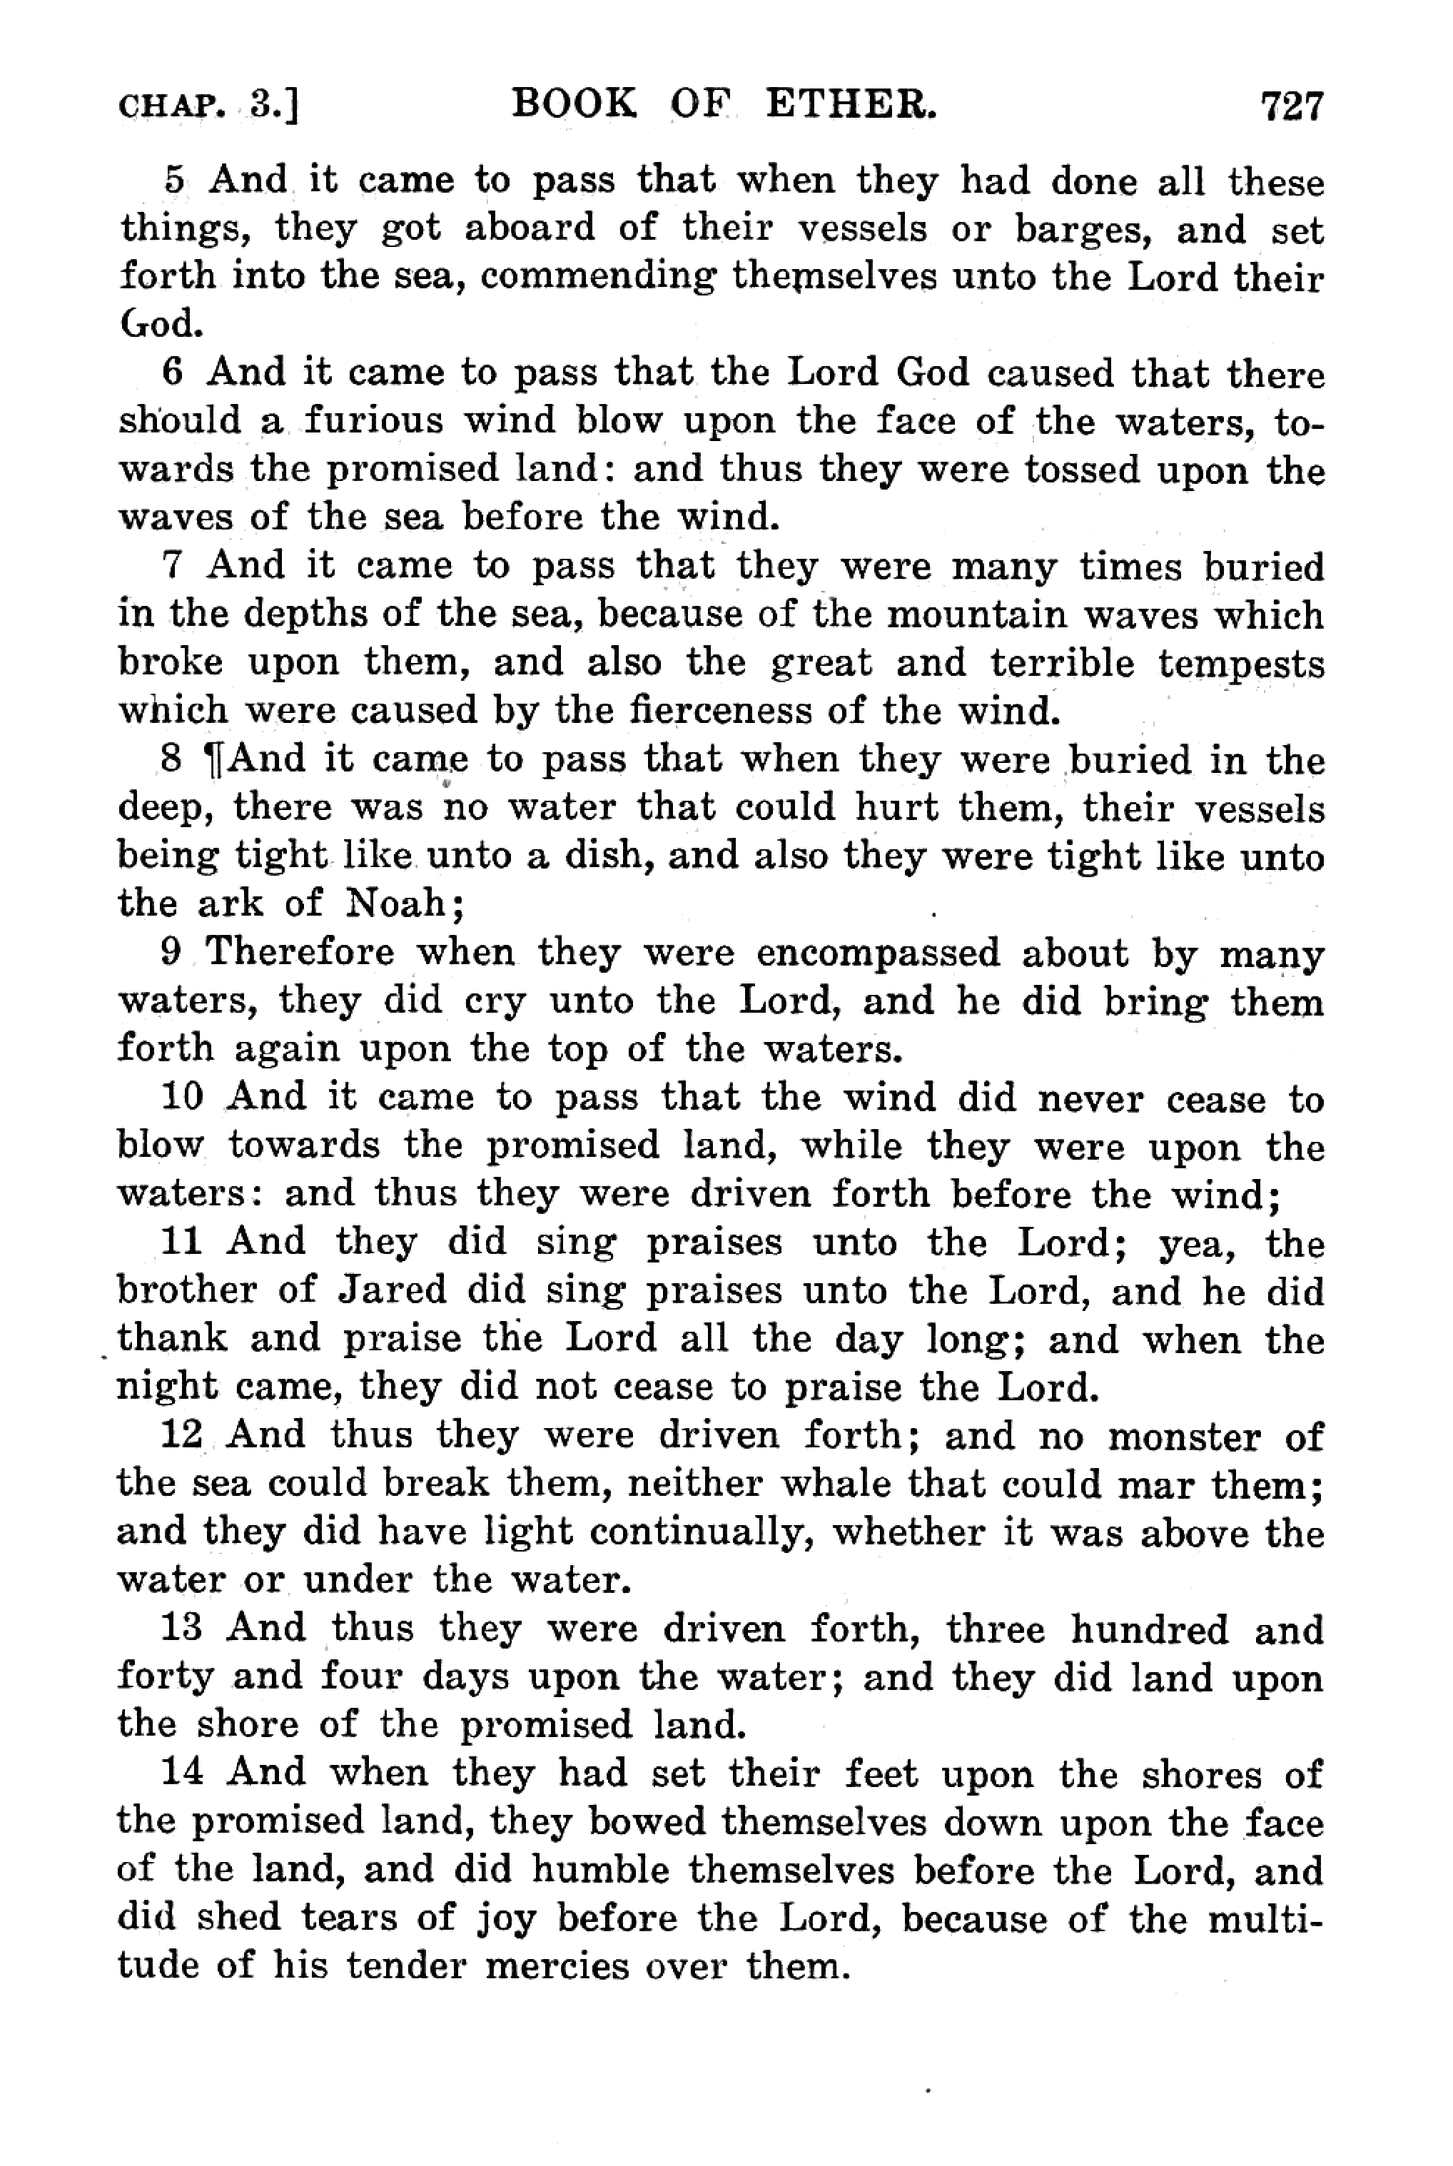 CHAP. 3.] BOOK OF ETHER. 727
5 And it came to pass that when they had done all these
things, they got aboard of their vessels or barges, and set
forth into the sea, commending themselves unto the Lord their
God.
6 And it came to pass that the Lord God caused that there
should a furious wind blow upon the face of the waters, to-
wards the promised land: and thus they were tossed upon the
waves of the sea before the wind.
7 And it came to pass that they were many times buried
in the depths of the sea, because of the mountain waves which
broke upon them, and also the great and terrible tempests
which were caused by the fierceness of the wind.
8 ¶And it came to pass that when they were buried in the
deep, there was no water that could hurt them, their vessels
being tight like unto a dish, and also they were tight like unto
the ark of Noah;
9 Therefore when they were encompassed about by many
waters, they did cry unto the Lord, and he did bring them
forth again upon the top of the waters.
10 And it came to pass that the wind did never cease to
blow towards the promised land, while they were upon the
waters: and thus they were driven forth before the wind;
11 And they did sing praises unto the Lord; yea, the
brother of Jared did sing praises unto the Lord, and he did
thank and praise the Lord all the day long; and when the
night came, they did not cease to praise the Lord.
12 And thus they were driven forth; and no monster of
the sea could break them, neither whale that could mar them;
and they did have light continually, whether it was above the
water or under the water.
13 And thus they were driven forth, three hundred and
forty and four days upon the water; and they did land upon
the shore of the promised land.
14 And when they had set their feet upon the shores of
the promised land, they bowed themselves down upon the face
of the land, and did humble themselves before the Lord, and
did shed tears of joy before the Lord, because of the multi-
tude of his tender mercies over them.